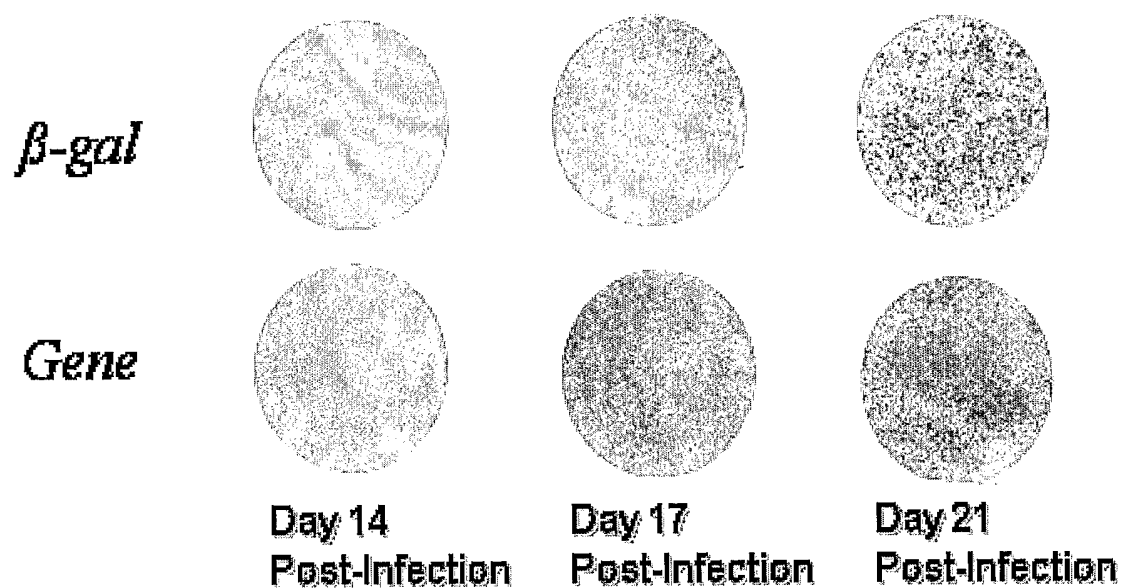 β-gal
Gene
Day 14 Day 17 Day 21
Post-Infection Post-Infection Post-Infection